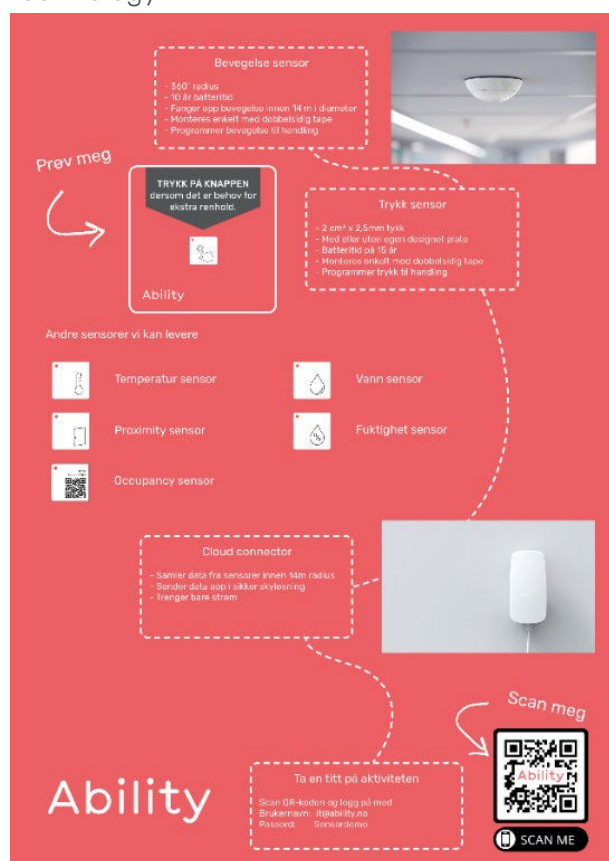 Bevegelse sensor
- 360° radius
- 10 år batteritid
- Fanger opp bevegelse innen 14 m i diameter
- Monteres enkelt med dobbelsidig tape
- Programmer bevegelse til handling
Prøv meg
TRYKK PÅ KNAPPEN
dersom det er behov for
ekstra renhold.
Ability
Trykk sensor
- 2 cm² x 2,5mm tykk
- Med eller uten egen designet plate
- Batteritid på 15 år
- Monteres enkelt med dobbelsidig tape
- Programmer trykk til handling
Andre sensorer vi kan levere
Temperatur sensor
Vann sensor
Proximity sensor
Fuktighet sensor
Occupancy sensor
Cloud connector
- Samler data fra sensorer innen 14m radius
- Sender data opp i sikker skyløsning
- Trenger bare strøm
Scan meg
Ability
Ta en titt på aktiviteten
Scan QR-koden og logg på med
Brukernavn: it@ability.no
Passord: Sensordemo
Ability
SCAN ME